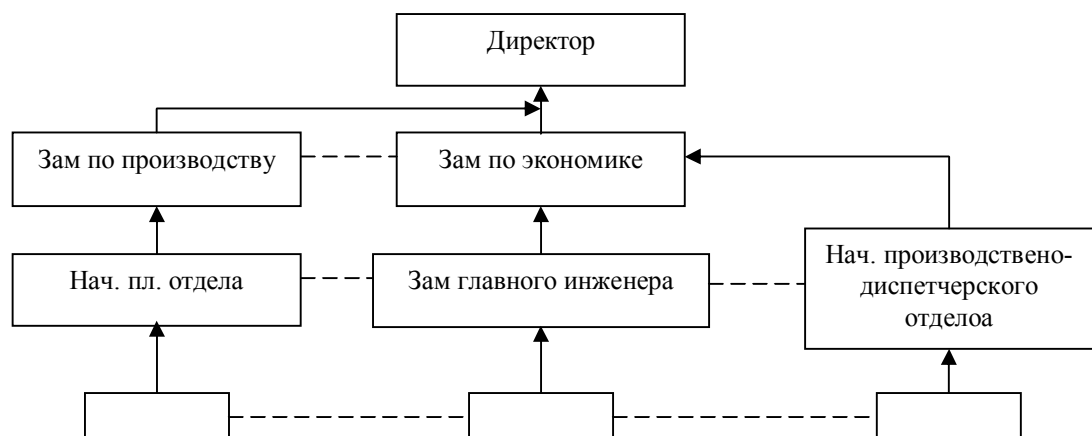 Директор
Зам по производству
Зам по экономике
Нач. пл. отдела
Зам главного инженера
Нач. производствено-
диспетчерского
отделоа